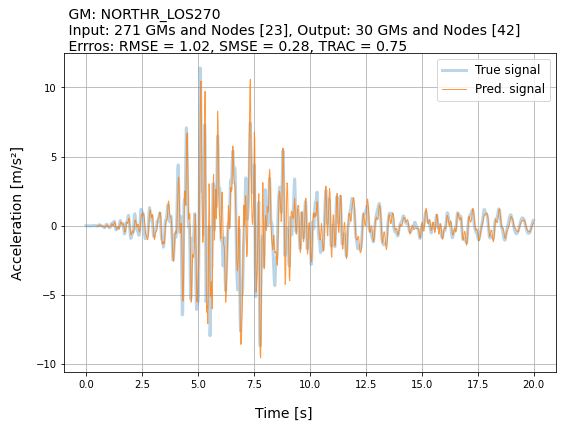 GM: NORTHR_LOS270
Input: 271 GMs and Nodes [23], Output: 30 GMs and Nodes [42]
Erros: RMSE = 1.02, SMSE = 0.28, TRAC = 0.75
True signal
Pred. signal
10
5
0
−5
−10
Acceleration [m/s²]
0.0 2.5 5.0 7.5 10.0 12.5 15.0 17.5 20.0
Time [s]